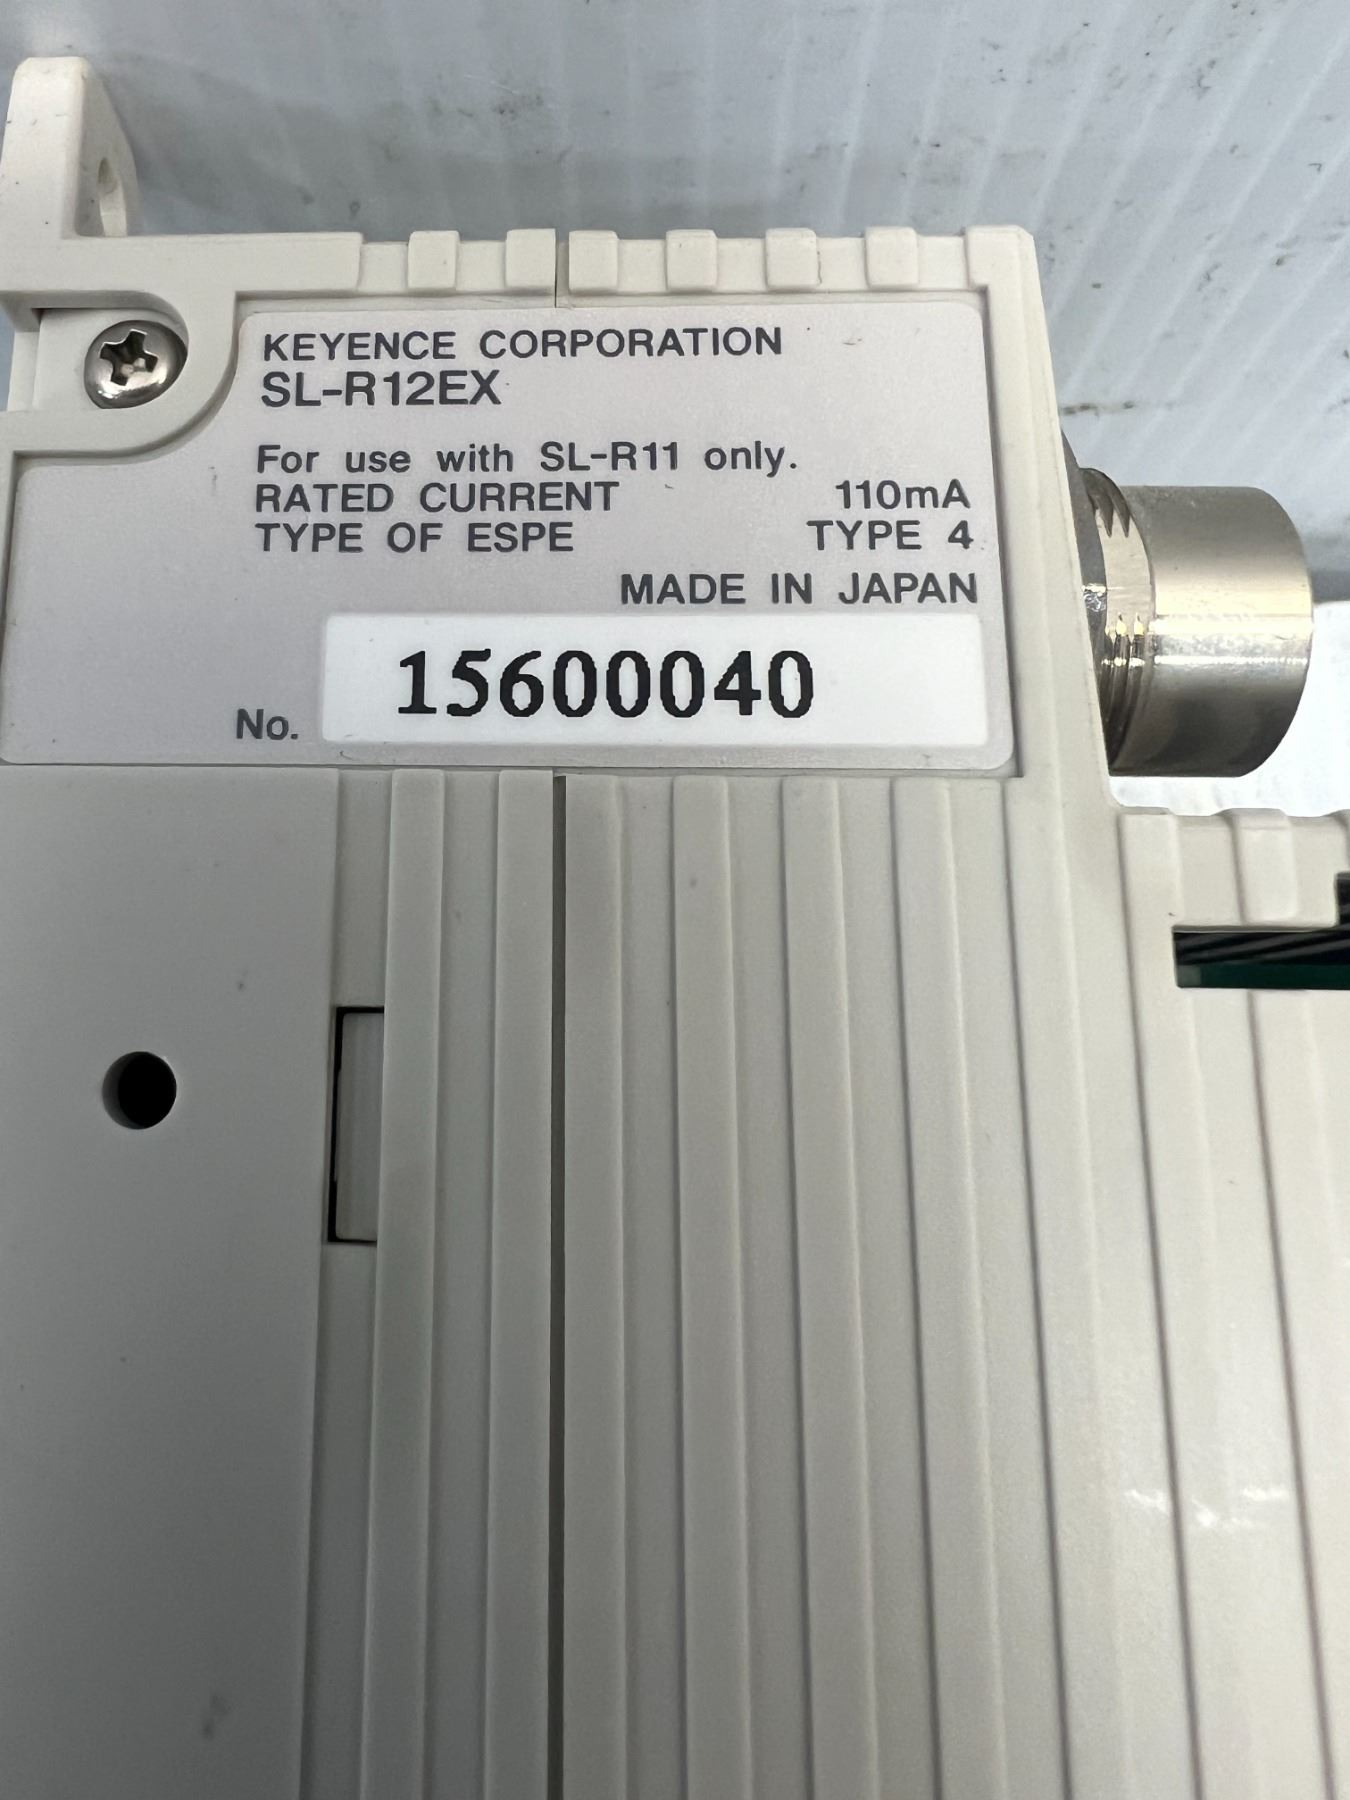 KEYENCE CORPORATION
SL-R12EX
For use with SL-R11 only.
RATED CURRENT 110mA
TYPE OF ESPE TYPE 4
MADE IN JAPAN
No. 15600040